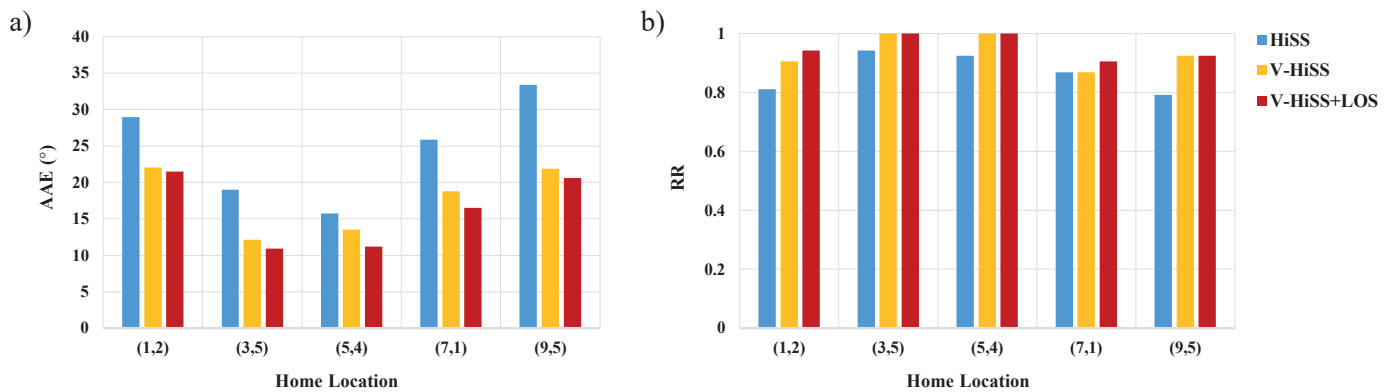 a)
40
35
30
25
20
15
10
5
0
AAE (°)
(1,2) (3,5) (5,4) (7,1) (9,5)
Home Location
b)
1
0.8
0.6
0.4
0.2
0
RR
(1,2) (3,5) (5,4) (7,1) (9,5)
Home Location
HiSS
V-HiSS
V-HiSS+LOS